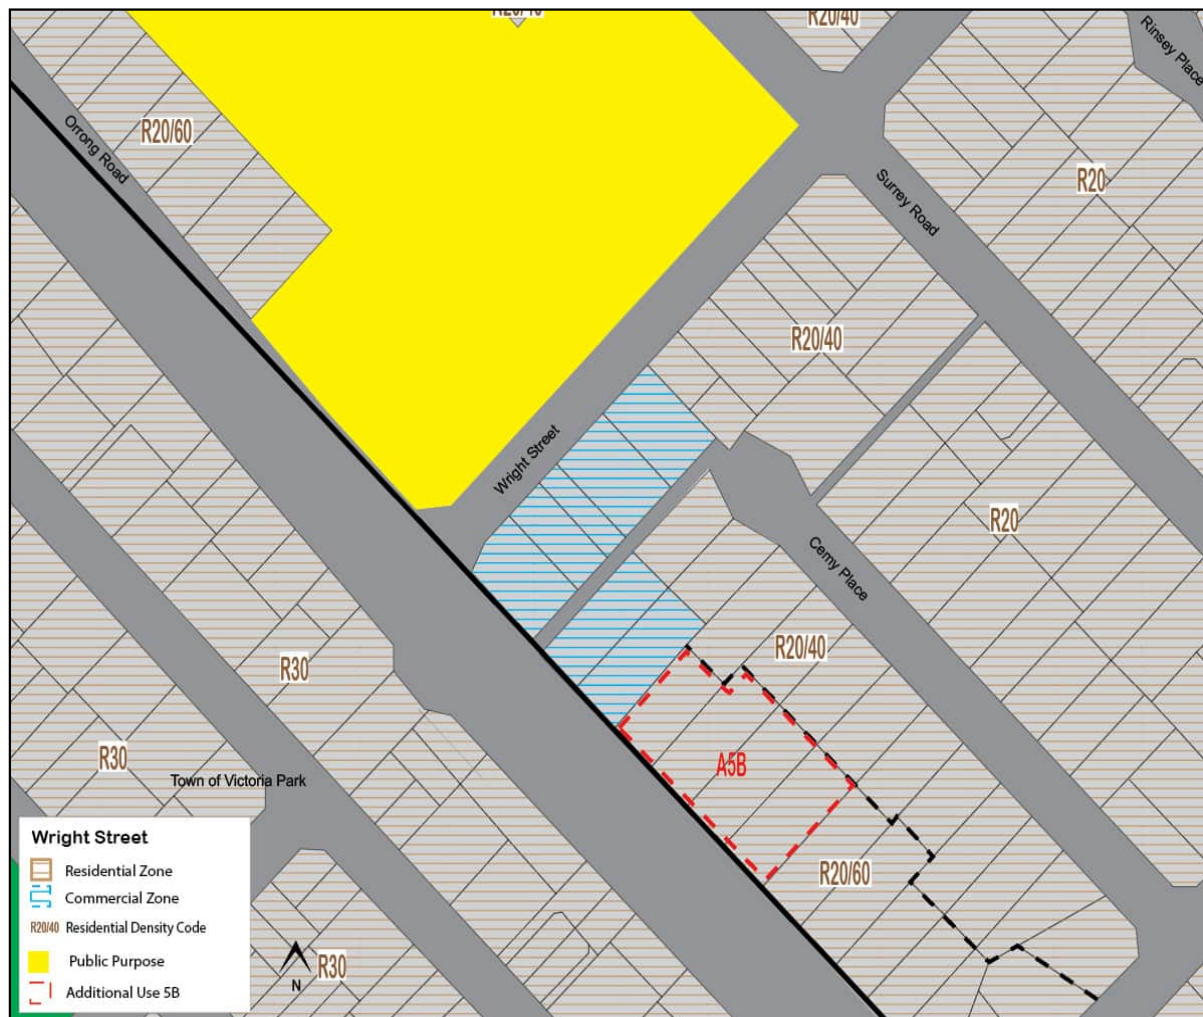 R20/40
R20/40
Rinsey Place
R20/60
Orrong Road
R20
Surrey Road
R20/40
Wright Street
R20
Cerny Place
R20/40
R30
A5B
R30
Town of Victoria Park
R20/60
Wright Street
Residential Zone
Commercial Zone
R20/40 Residential Density Code
Public Purpose
Additional Use 5B
N
R30